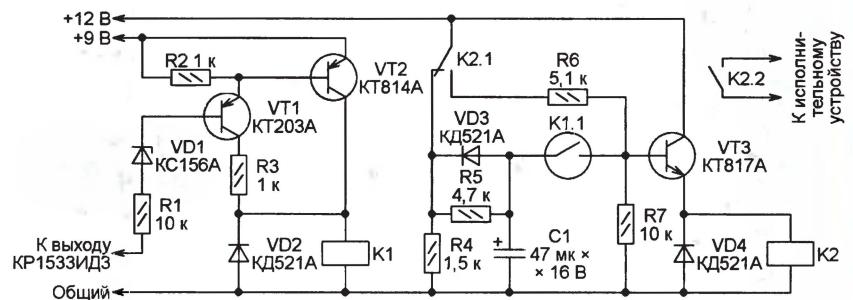 +12 В
+9 В
R2 1 к
VT2
КТ814А
VT1
КТ203А
VD1
КС156А
R3
1 к
R1
10 к
К выходу
КР1533ИД3
VD2
КД521А
K1
Общий
K2.1
R6
5,1 к
VD3
КД521А
K1.1
R5
4,7 к
R4
1,5 к
+
C1
47 мк ×
× 16 В
VT3
КТ817А
R7
10 к
VD4
КД521А
K2
K2.2
К исполни-
тельному
устройству